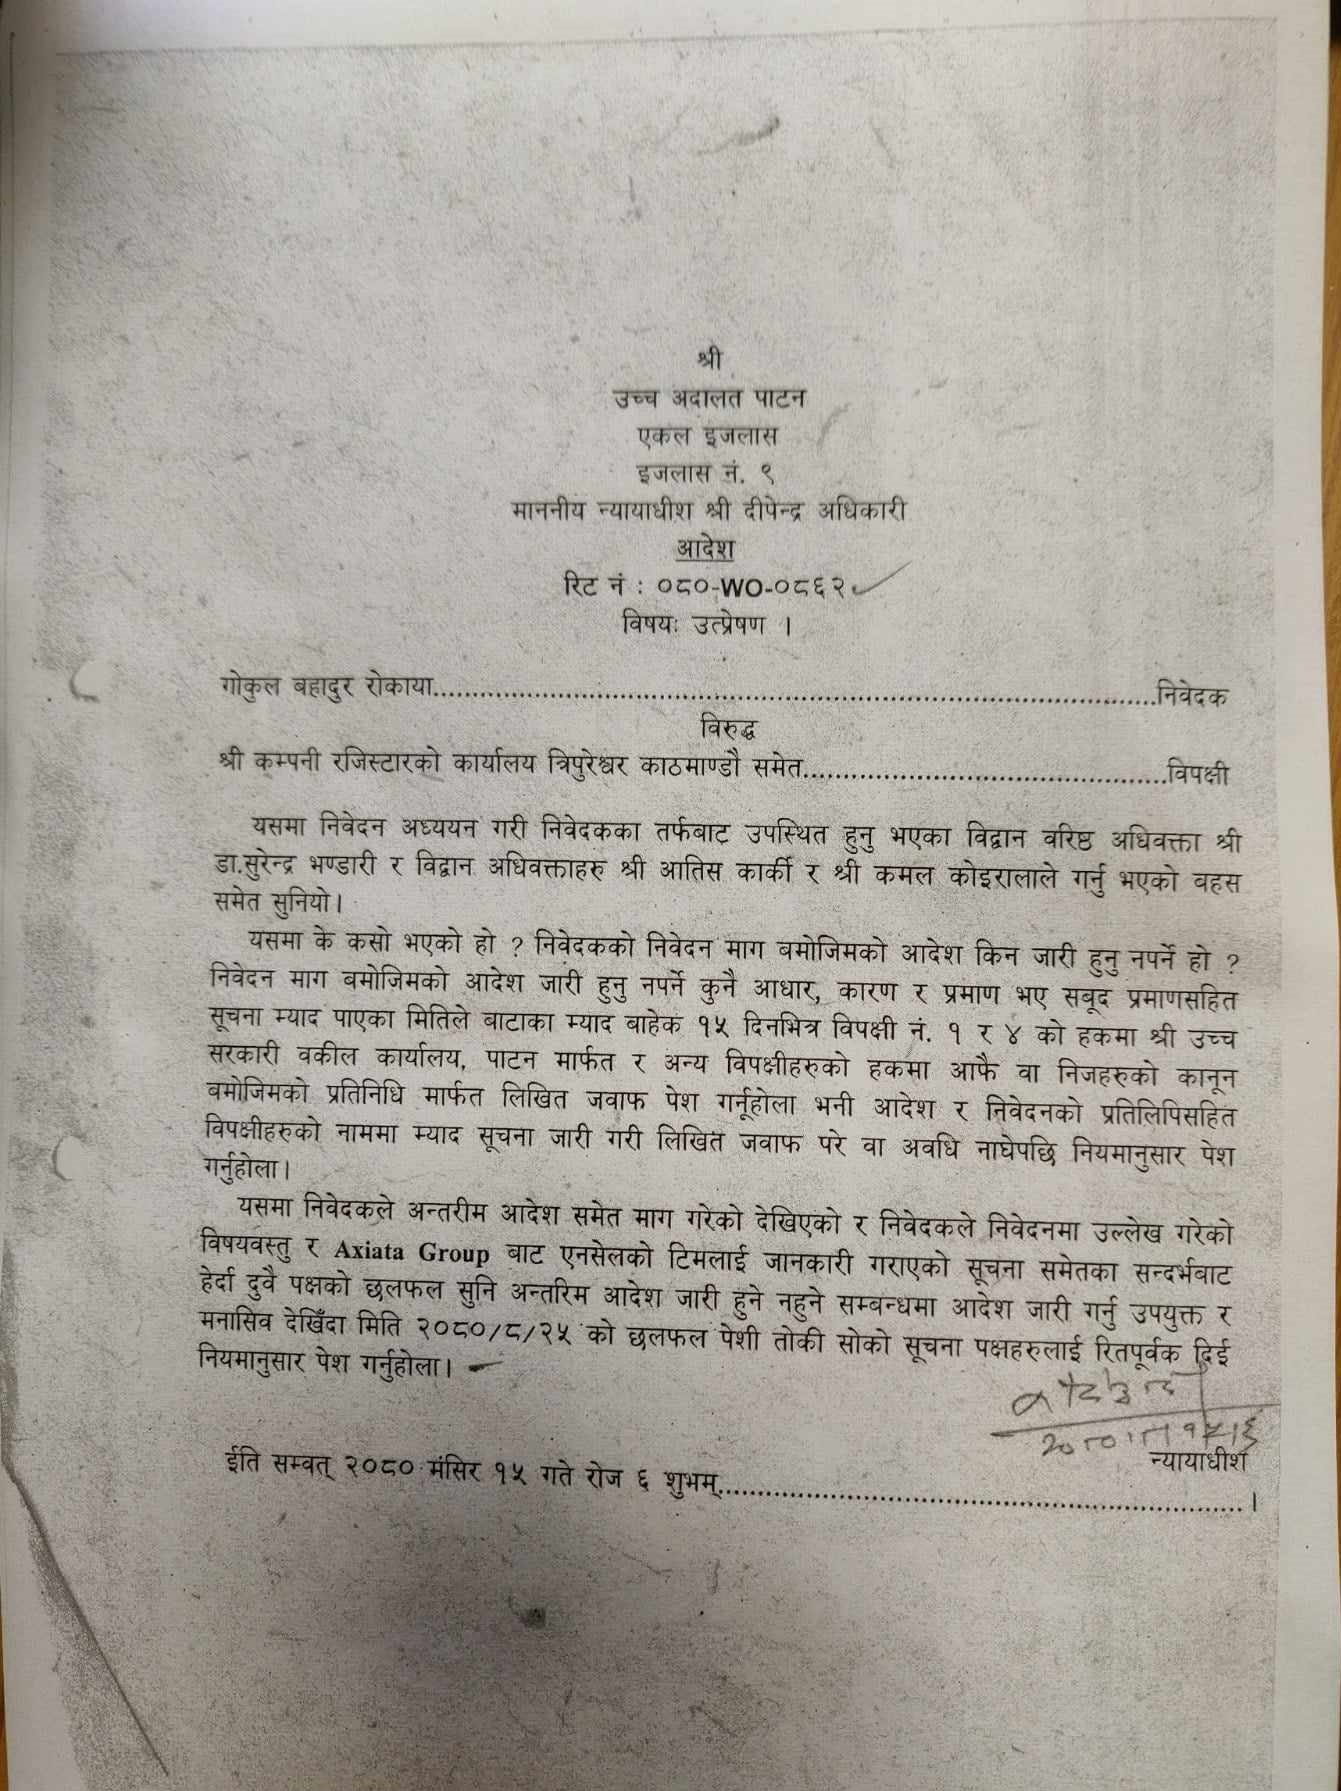 श्री
उच्च अदालत पाटन
एकल इजलास
इजलास नं. ९
माननीय न्यायाधीश श्री दीपेन्द्र अधिकारी
आदेश
रिट नं : ०८०-WO-०८६२
विषयः उत्प्रेषण ।
गोकुल बहादुर रोकाया........................................................................................निवेदक
विरुद्ध
श्री कम्पनी रजिस्टारको कार्यालय त्रिपुरेश्वर काठमाण्डौ समेत..............................................विपक्षी
यसमा निवेदन अध्ययन गरी निवेदकका तर्फबाट उपस्थित हुनु भएका विद्वान वरिष्ठ अधिवक्ता श्री
डा.सुरेन्द्र भण्डारी र विद्वान अधिवक्ताहरु श्री आतिस कार्की र श्री कमल कोइरालाले गर्नु भएको वहस
समेत सुनियो।
यसमा के कसो भएको हो ? निवेदकको निवेदन माग बमोजिमको आदेश किन जारी हुनु नपर्ने हो ?
निवेदन माग बमोजिमको आदेश जारी हुनु नपर्ने कुनै आधार, कारण र प्रमाण भए सबूद प्रमाणसहित
सूचना म्याद पाएका मितिले बाटाका म्याद बाहेक १५ दिनभित्र विपक्षी नं. १ र ४ को हकमा श्री उच्च
सरकारी वकील कार्यालय, पाटन मार्फत र अन्य विपक्षीहरुको हकमा आफै वा निजहरुको कानून
बमोजिमको प्रतिनिधि मार्फत लिखित जवाफ पेश गर्नूहोला भनी आदेश र निवेदनको प्रतिलिपिसहित
विपक्षीहरुको नाममा म्याद सूचना जारी गरी लिखित जवाफ परे वा अवधि नाघेपछि नियमानुसार पेश
गर्नुहोला।
यसमा निवेदकले अन्तरीम आदेश समेत माग गरेको देखिएको र निवेदकले निवेदनमा उल्लेख गरेको
विषयवस्तु र Axiata Group बाट एनसेलको टिमलाई जानकारी गराएको सूचना समेतका सन्दर्भबाट
हेर्दा दुवै पक्षको छलफल सुनि अन्तरिम आदेश जारी हुने नहुने सम्बन्धमा आदेश जारी गर्नु उपयुक्त र
मनासिव देखिँदा मिति २०८०/८/२५ को छलफल पेशी तोकी सोको सूचना पक्षहरुलाई रितपूर्वक दिई
नियमानुसार पेश गर्नुहोला।
न्यायाधीश
ईति सम्वत् २०८० मंसिर १५ गते रोज ६ शुभम्..................................................................।